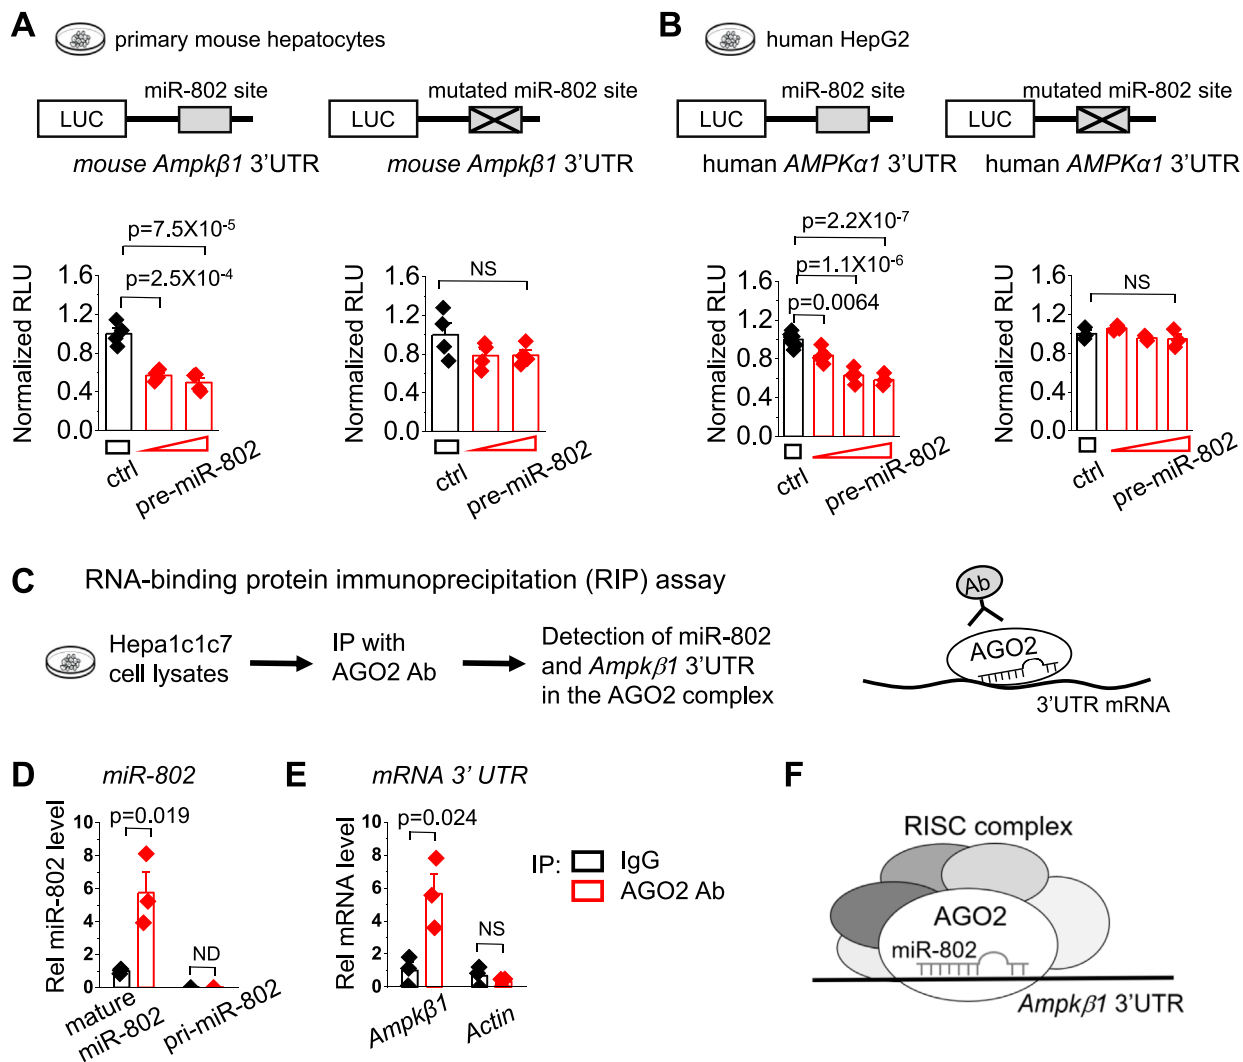 A
primary mouse hepatocytes
LUC
miR-802 site
mouse Ampkβ1 3'UTR
LUC
mutated miR-802 site
mouse Ampkβ1 3'UTR
Normalized RLU
1.6
1.2
0.8
0.4
0.0
p=7.5X10-5
p=2.5X10-4
ctrl
pre-miR-802
Normalized RLU
1.6
1.2
0.8
0.4
0.0
NS
ctrl
pre-miR-802
B
human HepG2
LUC
miR-802 site
human AMPKα1 3'UTR
LUC
mutated miR-802 site
human AMPKα1 3'UTR
Normalized RLU
1.6
1.2
0.8
0.4
0.0
p=2.2X10-7
p=1.1X10-6
p=0.0064
ctrl
pre-miR-802
Normalized RLU
1.6
1.2
0.8
0.4
0.0
NS
ctrl
pre-miR-802
C
RNA-binding protein immunoprecipitation (RIP) assay
Hepa1c1c7
cell lysates
IP with
AGO2 Ab
Detection of miR-802
and Ampkβ1 3'UTR
in the AGO2 complex
Ab
AGO2
3'UTR mRNA
D
miR-802
Rel miR-802 level
10
8
6
4
2
0
p=0.019
ND
mature
miR-802
pri-miR-802
E
mRNA 3' UTR
Rel mRNA level
10
8
6
4
2
0
p=0.024
NS
Ampkβ1
Actin
IP:
IgG
AGO2 Ab
F
RISC complex
AGO2
miR-802
Ampkβ1 3'UTR